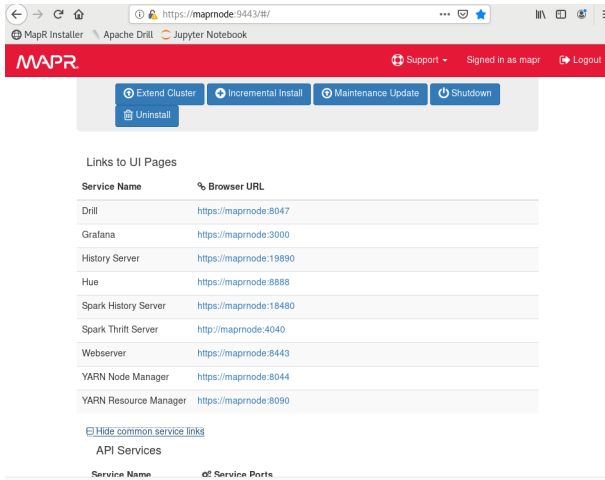 https://maprnode:9443/#/
MapR Installer Apache Drill Jupyter Notebook
MAPR. Support Signed in as mapr Logout
Extend Cluster Incremental Install Maintenance Update Shutdown
Uninstall
Links to UI Pages
Service Name Browser URL
Drill https://maprnode:8047
Grafana https://maprnode:3000
History Server https://maprnode:19890
Hue https://maprnode:8888
Spark History Server https://maprnode:18480
Spark Thrift Server http://maprnode:4040
Webserver https://maprnode:8443
YARN Node Manager https://maprnode:8044
YARN Resource Manager https://maprnode:8090
Hide common service links
API Services
Service Name Service Ports